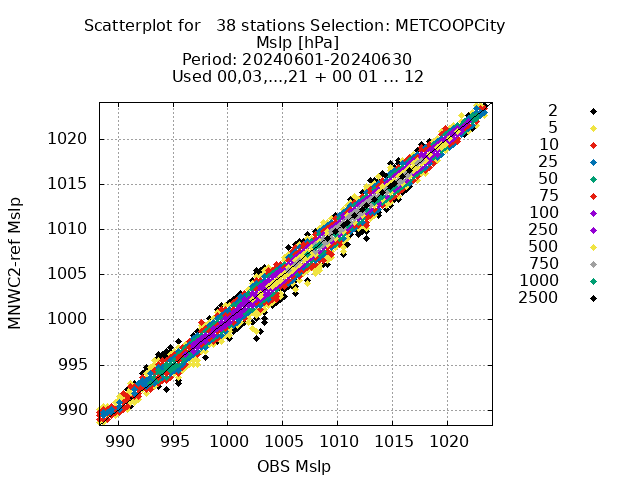 Scatterplot for   38 stations Selection: METCOOPCity
Mslp [hPa]
Period: 20240601-20240630
Used 00,03,...,21 + 00 01 ... 12
2
5
10
25
50
75
100
250
500
750
1000
2500
1020
1015
1010
1005
1000
995
990
MNWC2-ref Mslp
990 995 1000 1005 1010 1015 1020
OBS Mslp